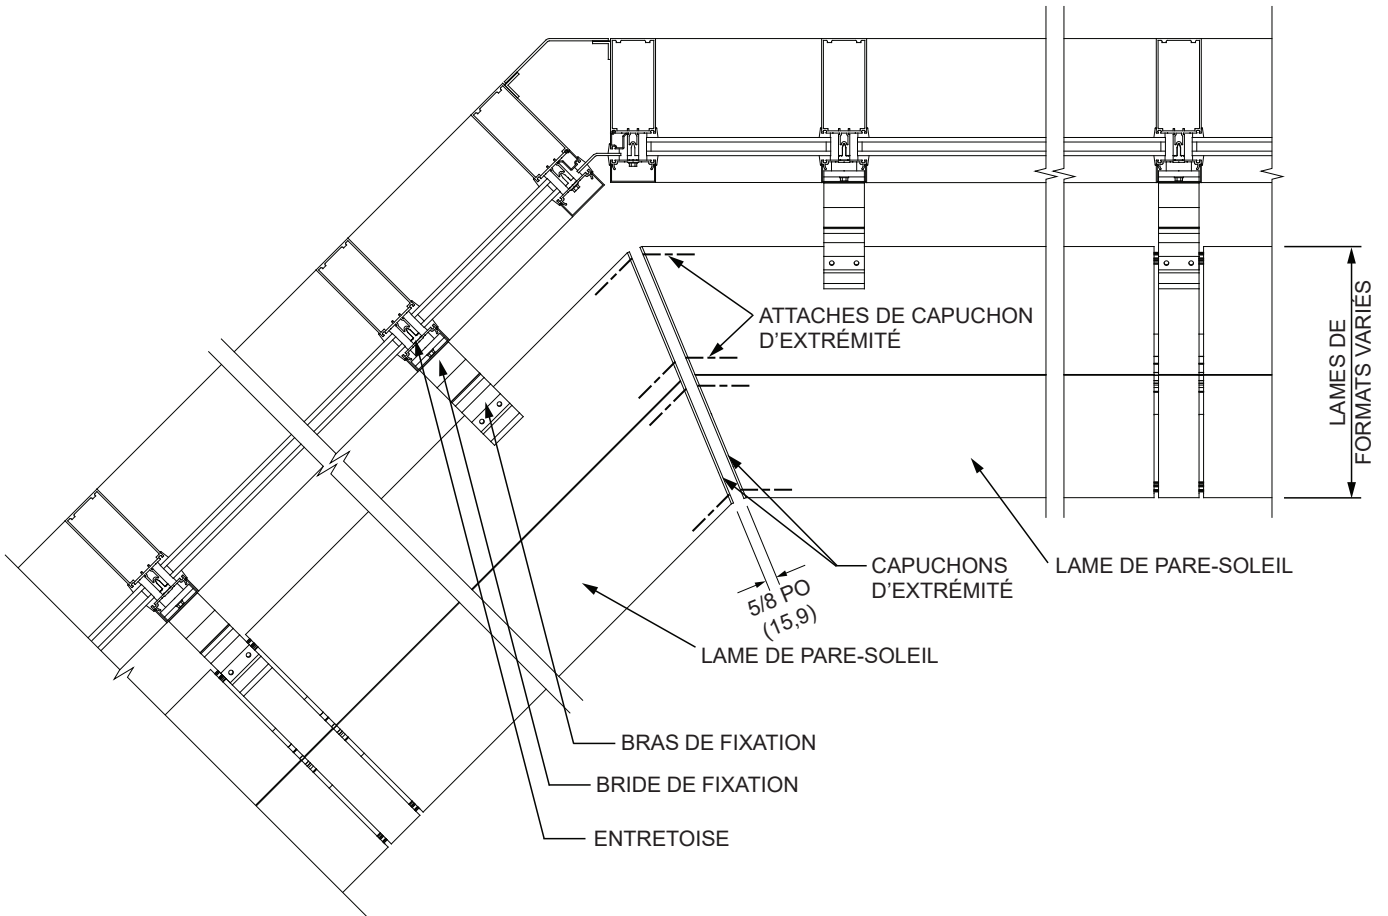 ATTACHES DE CAPUCHON
D'EXTRÉMITÉ
LAMES DE
FORMATS VARIÉS
CAPUCHONS
D'EXTRÉMITÉ
LAME DE PARE-SOLEIL
5/8 PO
(15,9)
LAME DE PARE-SOLEIL
BRAS DE FIXATION
BRIDE DE FIXATION
ENTRETOISE